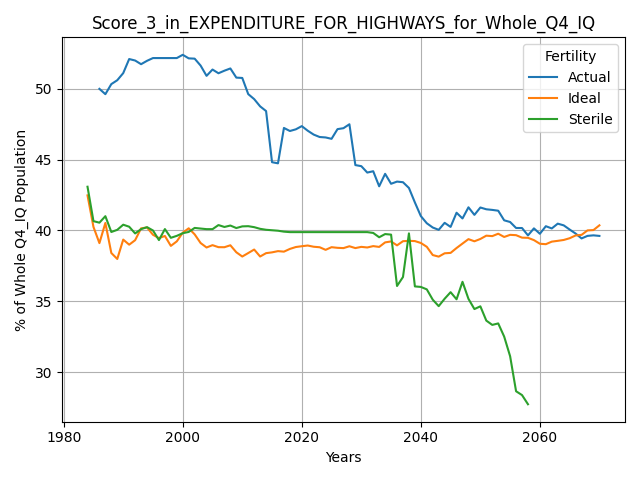 Score_3_in_EXPENDITURE_FOR_HIGHWAYS_for_Whole_Q4_IQ
Fertility
Actual
Ideal
Sterile
% of Whole Q4_IQ Population
50
45
40
35
30
1980
2000
2020
2040
2060
Years